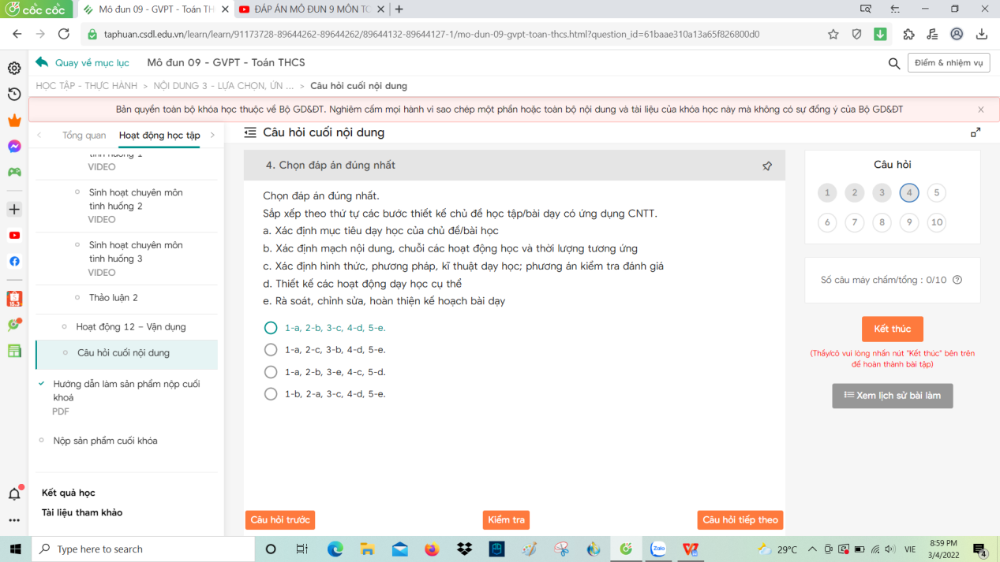 cốc cốc
Mô đun 09 - GVPT - Toán TH
ĐÁP ÁN MÔ ĐUN 9 MÔN TO
taphuan.csdl.edu.vn/learn/learn/91173728-89644262-89644262/89644132-89644127-1/mo-dun-09-gvpt-toan-thcs.html?question_id=61baae310a13a65f826800d0
Quay về mục lục
Mô đun 09 - GVPT - Toán THCS
Điểm & nhiệm vụ
HỌC TẬP - THỰC HÀNH > NỘI DUNG 3 - LỰA CHỌN, ỨN ... > Câu hỏi cuối nội dung
Bản quyền toàn bộ khóa học thuộc về Bộ GD&ĐT. Nghiêm cấm mọi hành vi sao chép một phần hoặc toàn bộ nội dung và tài liệu của khóa học này mà không có sự đồng ý của Bộ GD&ĐT
Tổng quan
Hoạt động học tập
tình huống 1
VIDEO
Sinh hoạt chuyên môn
tình huống 2
VIDEO
Sinh hoạt chuyên môn
tình huống 3
VIDEO
Thảo luận 2
Hoạt động 12 – Vận dụng
Câu hỏi cuối nội dung
Hướng dẫn làm sản phẩm nộp cuối
khoá
PDF
Nộp sản phẩm cuối khóa
Kết quả học
Tài liệu tham khảo
Câu hỏi cuối nội dung
4. Chọn đáp án đúng nhất
Chọn đáp án đúng nhất.
Sắp xếp theo thứ tự các bước thiết kế chủ đề học tập/bài dạy có ứng dụng CNTT.
a. Xác định mục tiêu dạy học của chủ đề/bài học
b. Xác định mạch nội dung, chuỗi các hoạt động học và thời lượng tương ứng
c. Xác định hình thức, phương pháp, kĩ thuật dạy học; phương án kiểm tra đánh giá
d. Thiết kế các hoạt động dạy học cụ thể
e. Rà soát, chỉnh sửa, hoàn thiện kế hoạch bài dạy
1-a, 2-b, 3-c, 4-d, 5-e.
1-a, 2-c, 3-b, 4-d, 5-e.
1-a, 2-b, 3-e, 4-c, 5-d.
1-b, 2-a, 3-c, 4-d, 5-e.
Câu hỏi trước
Kiểm tra
Câu hỏi tiếp theo
Câu hỏi
1 2 3 4 5
6 7 8 9 10
Số câu máy chấm/tổng : 0/10
Kết thúc
(Thầy/cô vui lòng nhấn nút "Kết thúc" bên trên
để hoàn thành bài tập)
Xem lịch sử bài làm
15.3
Type here to search
Zalo
29°C
VIE
8:59 PM
3/4/2022
4